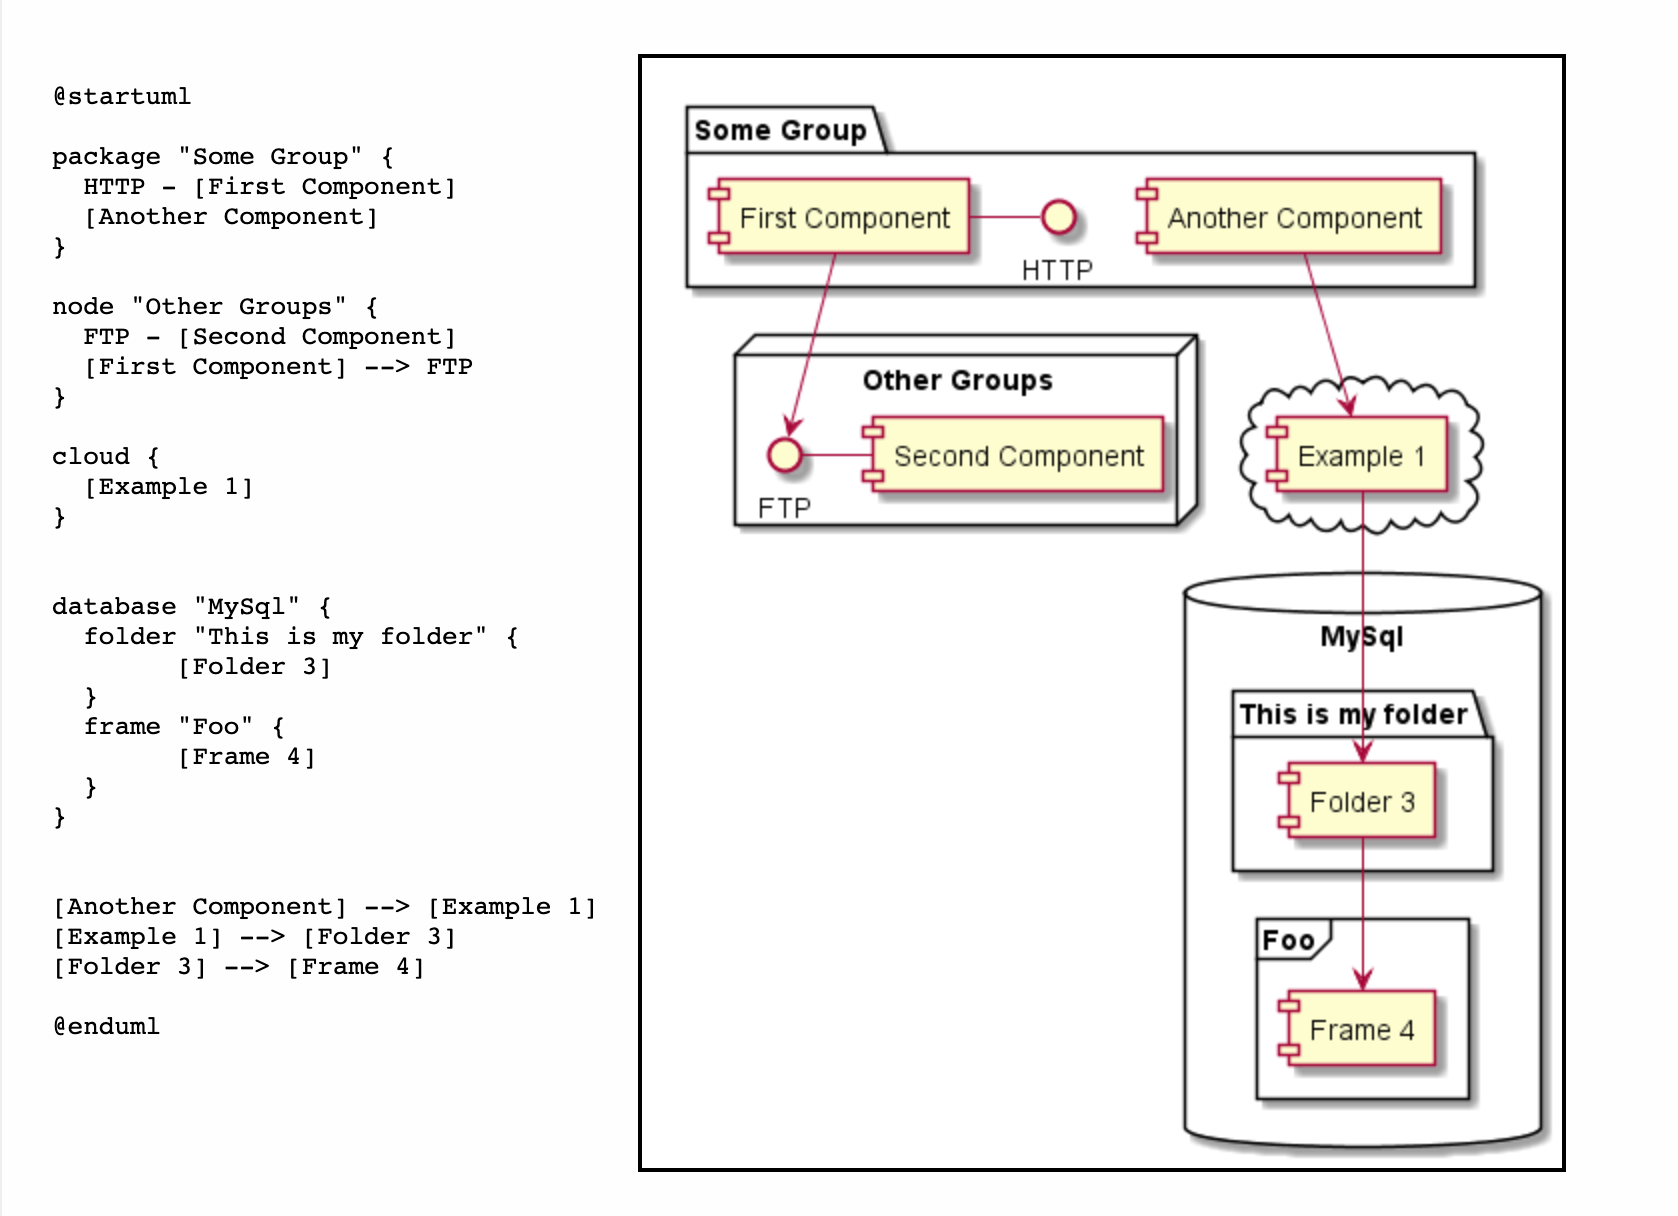 @startuml
package "Some Group" {
HTTP - [First Component]
[Another Component]
}
node "Other Groups" {
FTP - [Second Component]
[First Component] --> FTP
}
cloud {
[Example 1]
}
database "MySql" {
folder "This is my folder" {
[Folder 3]
}
frame "Foo" {
[Frame 4]
}
}
[Another Component] --> [Example 1]
[Example 1] --> [Folder 3]
[Folder 3] --> [Frame 4]
@enduml
Some Group
First Component
HTTP
Another Component
Other Groups
FTP
Second Component
Example 1
MySql
This is my folder
Folder 3
Foo
Frame 4